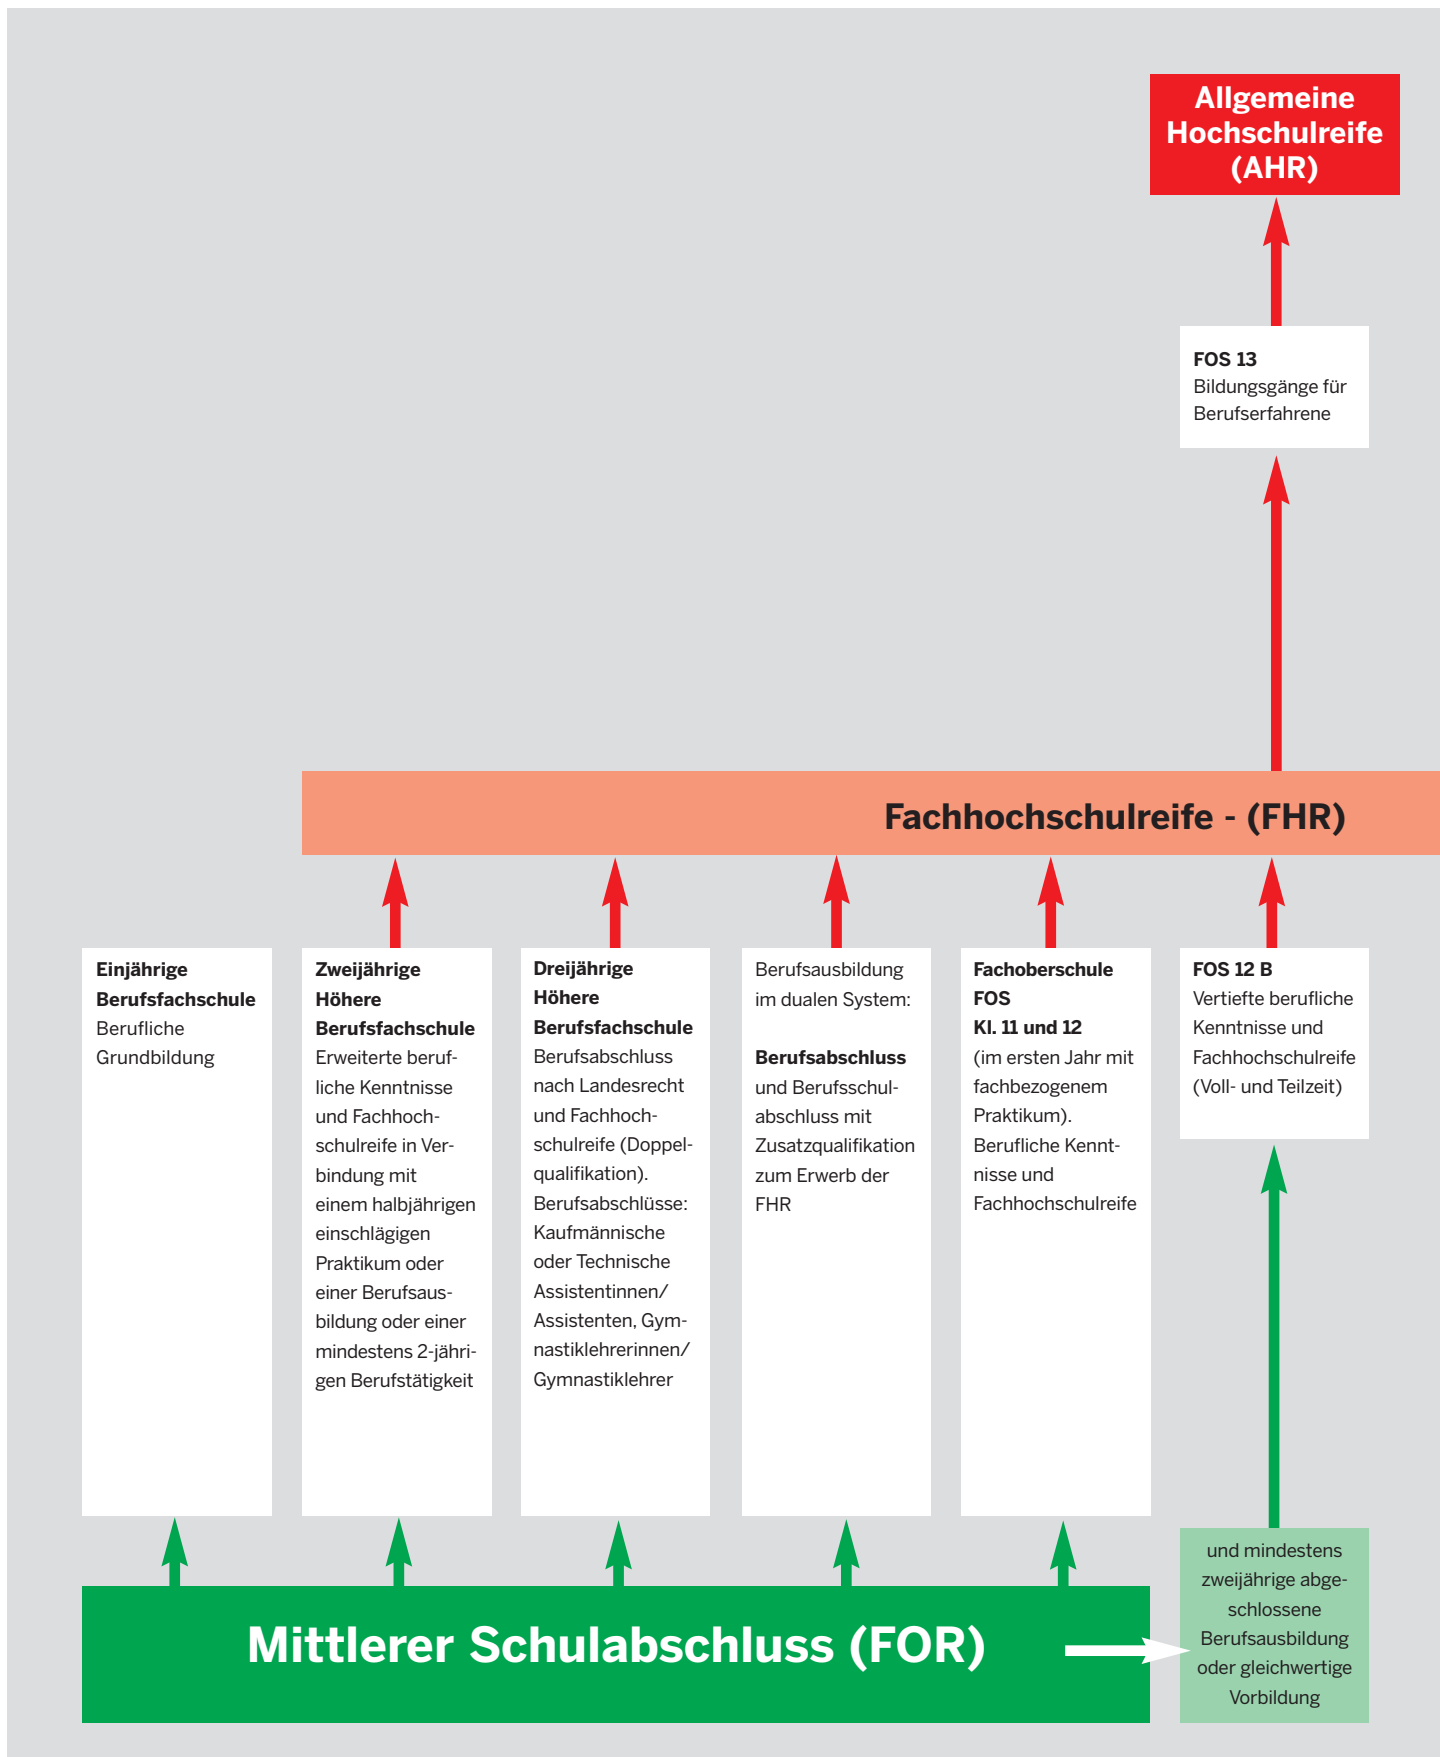 Allgemeine
Hochschulreife
(AHR)
FOS 13
Bildungsgänge für
Berufserfahrene
Fachhochschulreife - (FHR)
Einjährige
Berufsfachschule
Berufliche
Grundbildung
Zweijährige
Höhere
Berufsfachschule
Erweiterte beruf-
liche Kenntnisse
und Fachhoch-
schulreife in Ver-
bindung mit
einem halbjährigen
einschlägigen
Praktikum oder
einer Berufsaus-
bildung oder einer
mindestens 2-jähri-
gen Berufstätigkeit
Dreijährige
Höhere
Berufsfachschule
Berufsabschluss
nach Landesrecht
und Fachhoch-
schulreife (Doppel-
qualifikation).
Berufsabschlüsse:
Kaufmännische
oder Technische
Assistentinnen/
Assistenten, Gym-
nastiklehrerinnen/
Gymnastiklehrer
Berufsausbildung
im dualen System:
Berufsabschluss
und Berufsschul-
abschluss mit
Zusatzqualifikation
zum Erwerb der
FHR
Fachoberschule
FOS
Kl. 11 und 12
(im ersten Jahr mit
fachbezogenem
Praktikum).
Berufliche Kennt-
nisse und
Fachhochschulreife
FOS 12 B
Vertiefte berufliche
Kenntnisse und
Fachhochschulreife
(Voll- und Teilzeit)
Mittlerer Schulabschluss (FOR)
und mindestens
zweijährige abge-
schlossene
Berufsausbildung
oder gleichwertige
Vorbildung